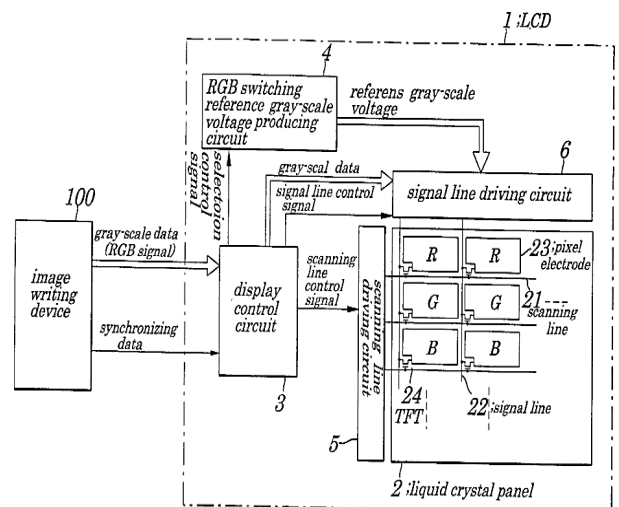 1 ;LCD
4
RGB switching
reference gray-scale
voltage producing
circuit
referens gray-scale
voltage
selectoion
control
signal
gray-scal data
signal line control
signal
6
signal line driving circuit
100
image
writing
device
gray-scale data
(RGB signal)
synchronizing
data
display
control
circuit
3
scanning
line
control
signal
scanning line
driving circuit
5
R
R
23 ;pixel
electrode
21 ---
scanning
line
G
G
B
B
24
TFT
22 ;signal line
2 ;liquid crystal panel